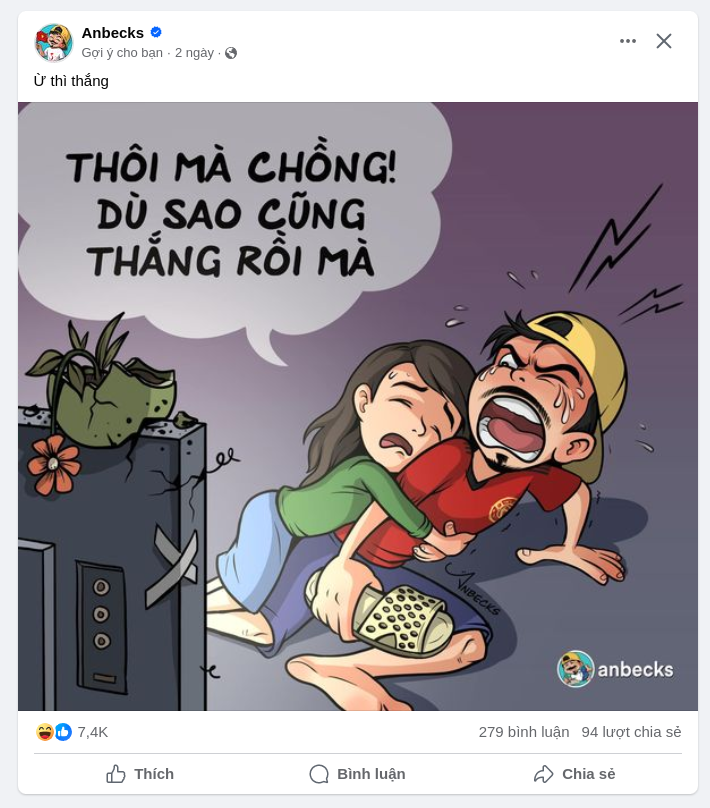 Anbecks
Gợi ý cho bạn · 2 ngày ·
Ừ thì thắng
THÔI MÀ CHỒNG!
DÙ SAO CŨNG
THẮNG RỒI MÀ
ANBECKS
anbecks
7,4K
279 bình luận 94 lượt chia sẻ
Thích
Bình luận
Chia sẻ